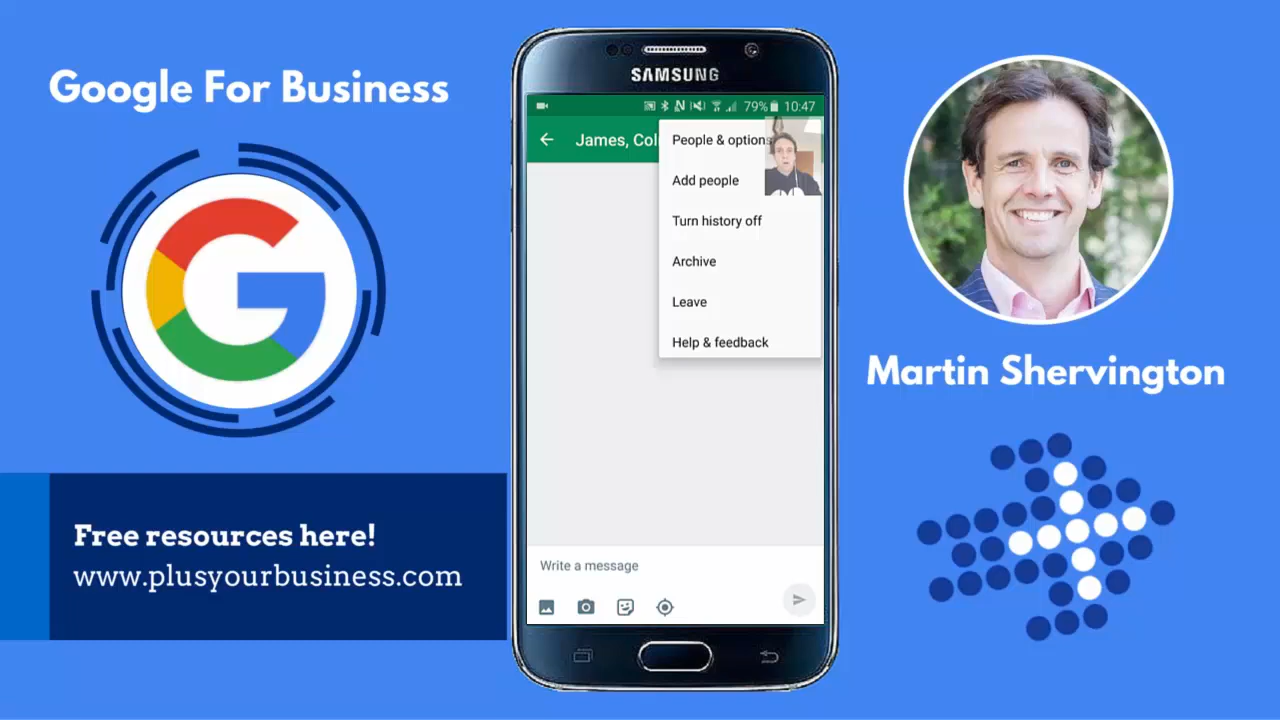 Google For Business
Free resources here!
www.plusyourbusiness.com
SAMSUNG
79% 10:47
James, Col
People & options
Add people
Turn history off
Archive
Leave
Help & feedback
Write a message
Martin Shervington